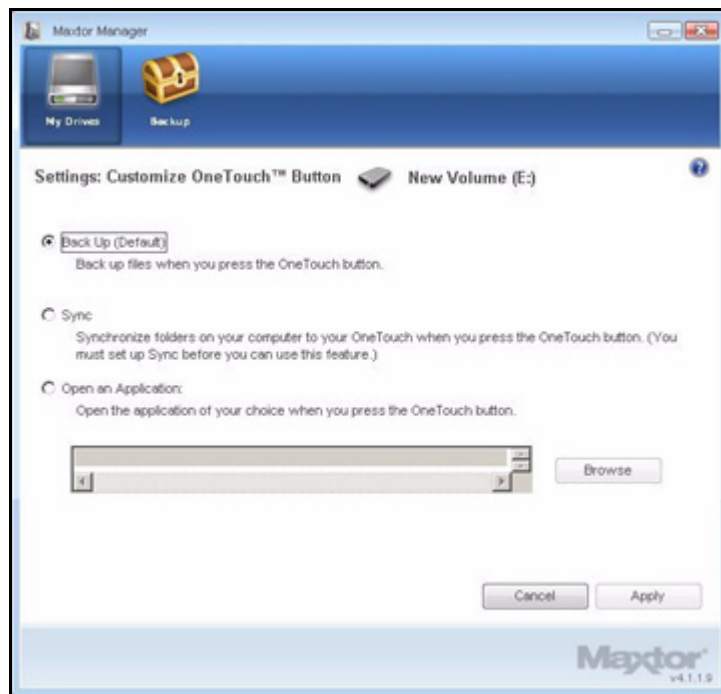 Maxtor Manager
My Drives
Backup
Settings: Customize OneTouch™ Button
New Volume (E:)
Back Up (Default)
Back up files when you press the OneTouch button.
Sync
Synchronize folders on your computer to your OneTouch when you press the OneTouch button. (You
must set up Sync before you can use this feature.)
Open an Application:
Open the application of your choice when you press the OneTouch button.
Browse
Cancel
Apply
Maxtor
v4.1.1.9